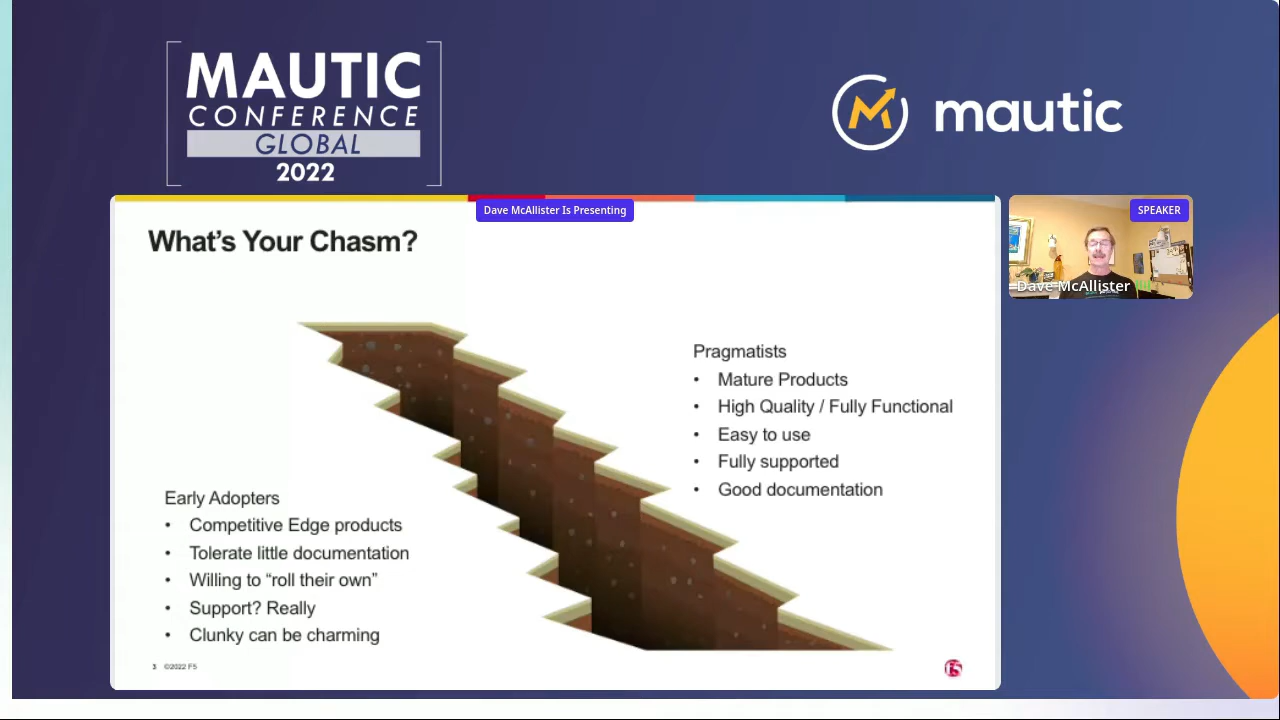 MAUTIC
CONFERENCE
GLOBAL
2022
mautic
Dave McAllister Is Presenting
SPEAKER
Dave McAllister
What's Your Chasm?
Pragmatists
• Mature Products
• High Quality / Fully Functional
• Easy to use
• Fully supported
• Good documentation
Early Adopters
• Competitive Edge products
• Tolerate little documentation
• Willing to “roll their own”
• Support? Really
• Clunky can be charming
3 ©2022 F5
f5